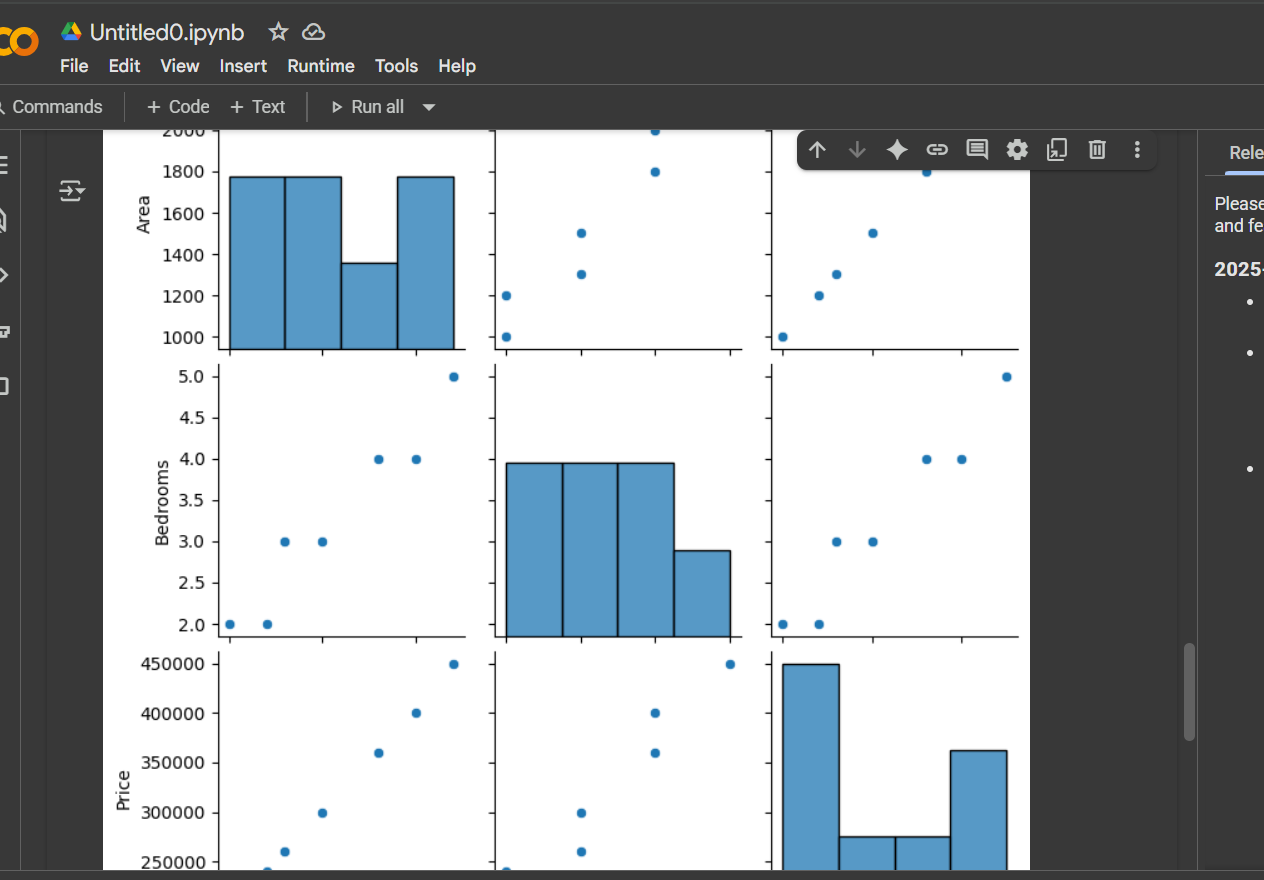 Untitled0.ipynb
File Edit View Insert Runtime Tools Help
Commands + Code + Text Run all
2000
1800
1600
1400
1200
1000
Area
5.0
4.5
4.0
3.5
3.0
2.5
2.0
Bedrooms
450000
400000
350000
300000
250000
Price
Rele
Please
and fe
2025-